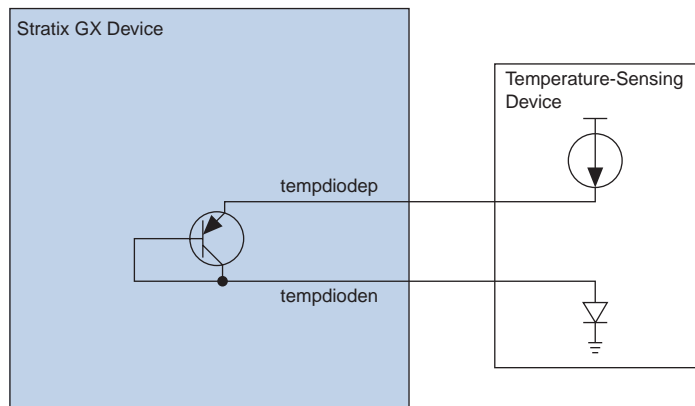 Stratix GX Device
Temperature-Sensing
Device
tempdiodep
tempdioden